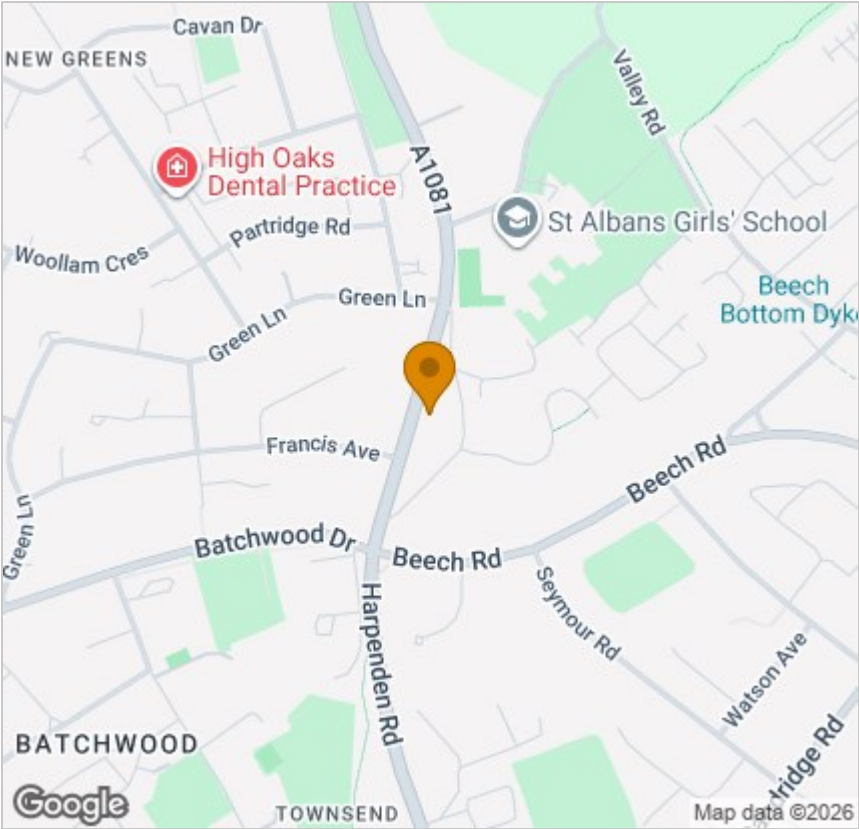 Cavan Dr
NEW GREENS
Valley Rd
A1081
High Oaks
Dental Practice
Partridge Rd
St Albans Girls' School
Woollam Cres
Beech
Bottom Dyke
Green Ln
Green Ln
Francis Ave
Beech Rd
Green Ln
Batchwood Dr
Beech Rd
Seymour Rd
Harpenden Rd
Watson Ave
BATCHWOOD
TOWNSEND
Google
Map data ©2026